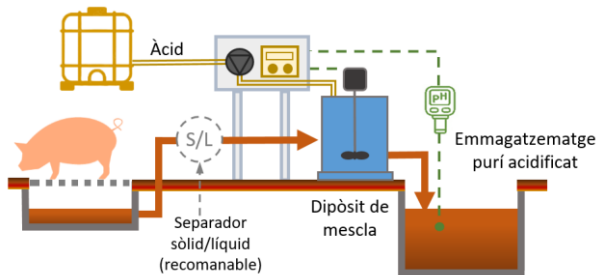 Àcid
pH
S/L
Emmagatzematge
purí acidificat
Dipòsit de
mescla
Separador
sòlid/líquid
(recomanable)